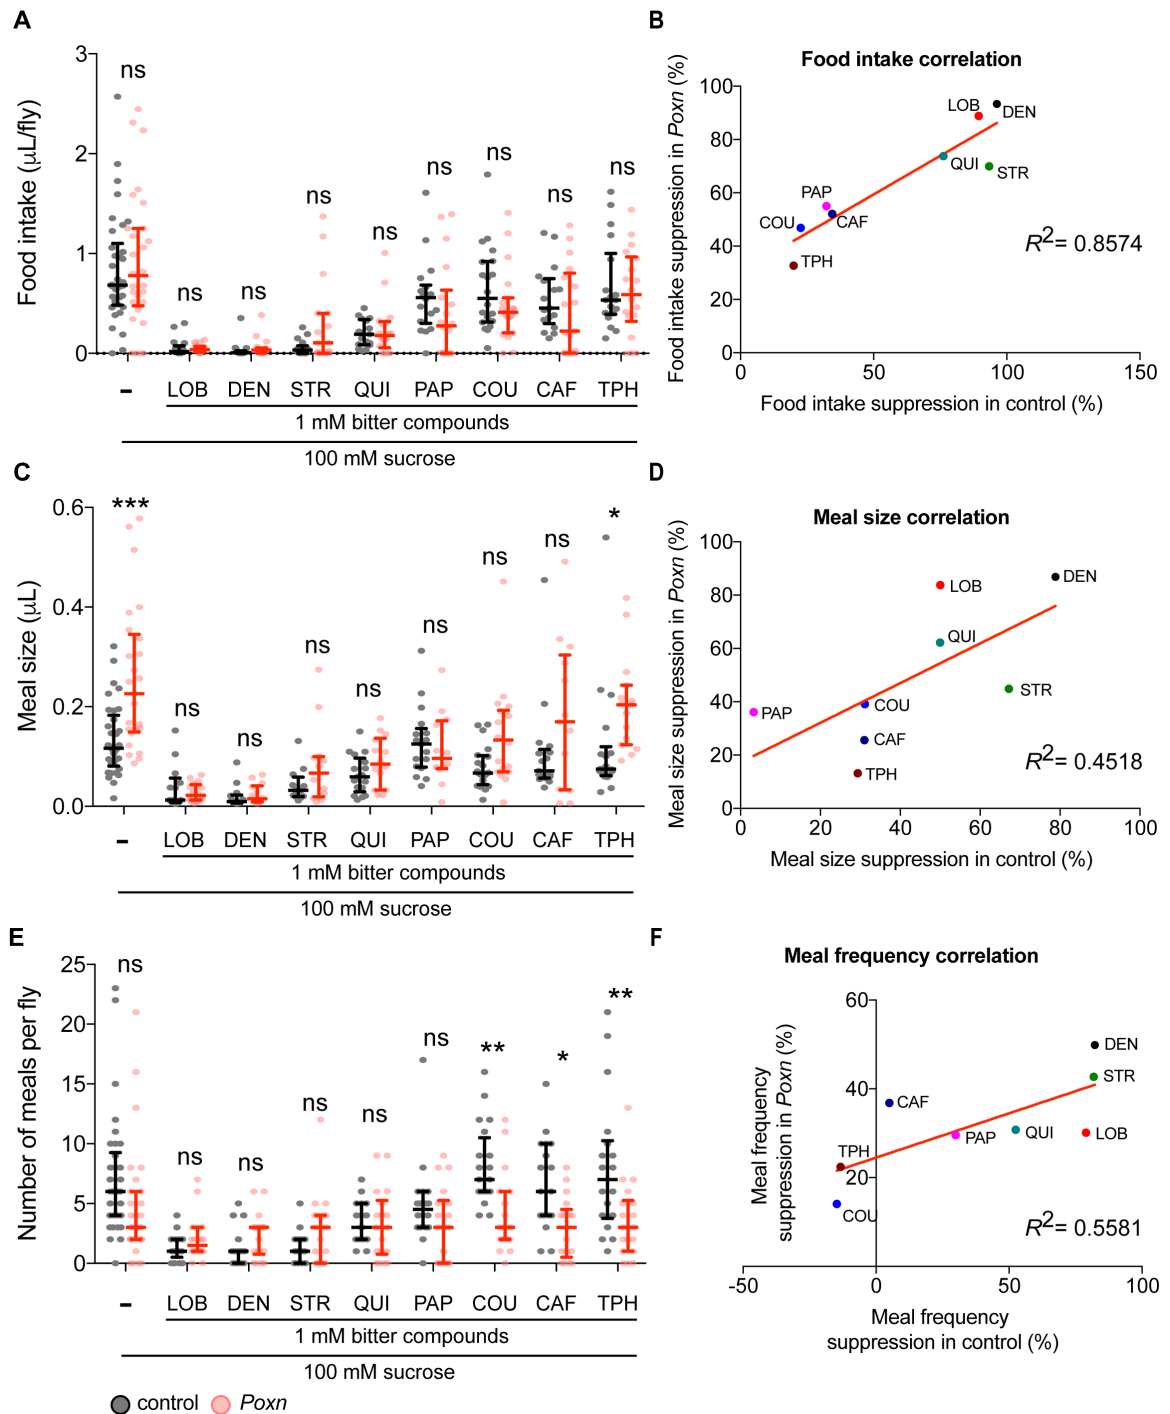 A
3
2
1
0
Food intake (μL/fly)
ns
ns
ns
ns
ns
ns
ns
ns
ns
–
LOB
DEN
STR
QUI
PAP
COU
CAF
TPH
1 mM bitter compounds
100 mM sucrose
B
Food intake correlation
Food intake suppression in Poxn (%)
100
80
60
40
20
0
LOB
DEN
QUI
STR
PAP
CAF
COU
TPH
R2= 0.8574
0
50
100
150
Food intake suppression in control (%)
C
Meal size (μL)
0.6
0.4
0.2
0.0
***
ns
ns
ns
ns
ns
ns
ns
*
–
LOB
DEN
STR
QUI
PAP
COU
CAF
TPH
1 mM bitter compounds
100 mM sucrose
D
Meal size correlation
Meal size suppression in Poxn (%)
100
80
60
40
20
0
DEN
LOB
QUI
STR
COU
PAP
CAF
TPH
R2= 0.4518
0
20
40
60
80
100
Meal size suppression in control (%)
E
Number of meals per fly
25
20
15
10
5
0
ns
ns
ns
ns
ns
ns
**
*
**
–
LOB
DEN
STR
QUI
PAP
COU
CAF
TPH
1 mM bitter compounds
100 mM sucrose
control
Poxn
F
Meal frequency correlation
Meal frequency
suppression in Poxn (%)
60
40
20
DEN
STR
CAF
LOB
QUI
PAP
TPH
COU
R2= 0.5581
-50
0
50
100
Meal frequency
suppression in control (%)